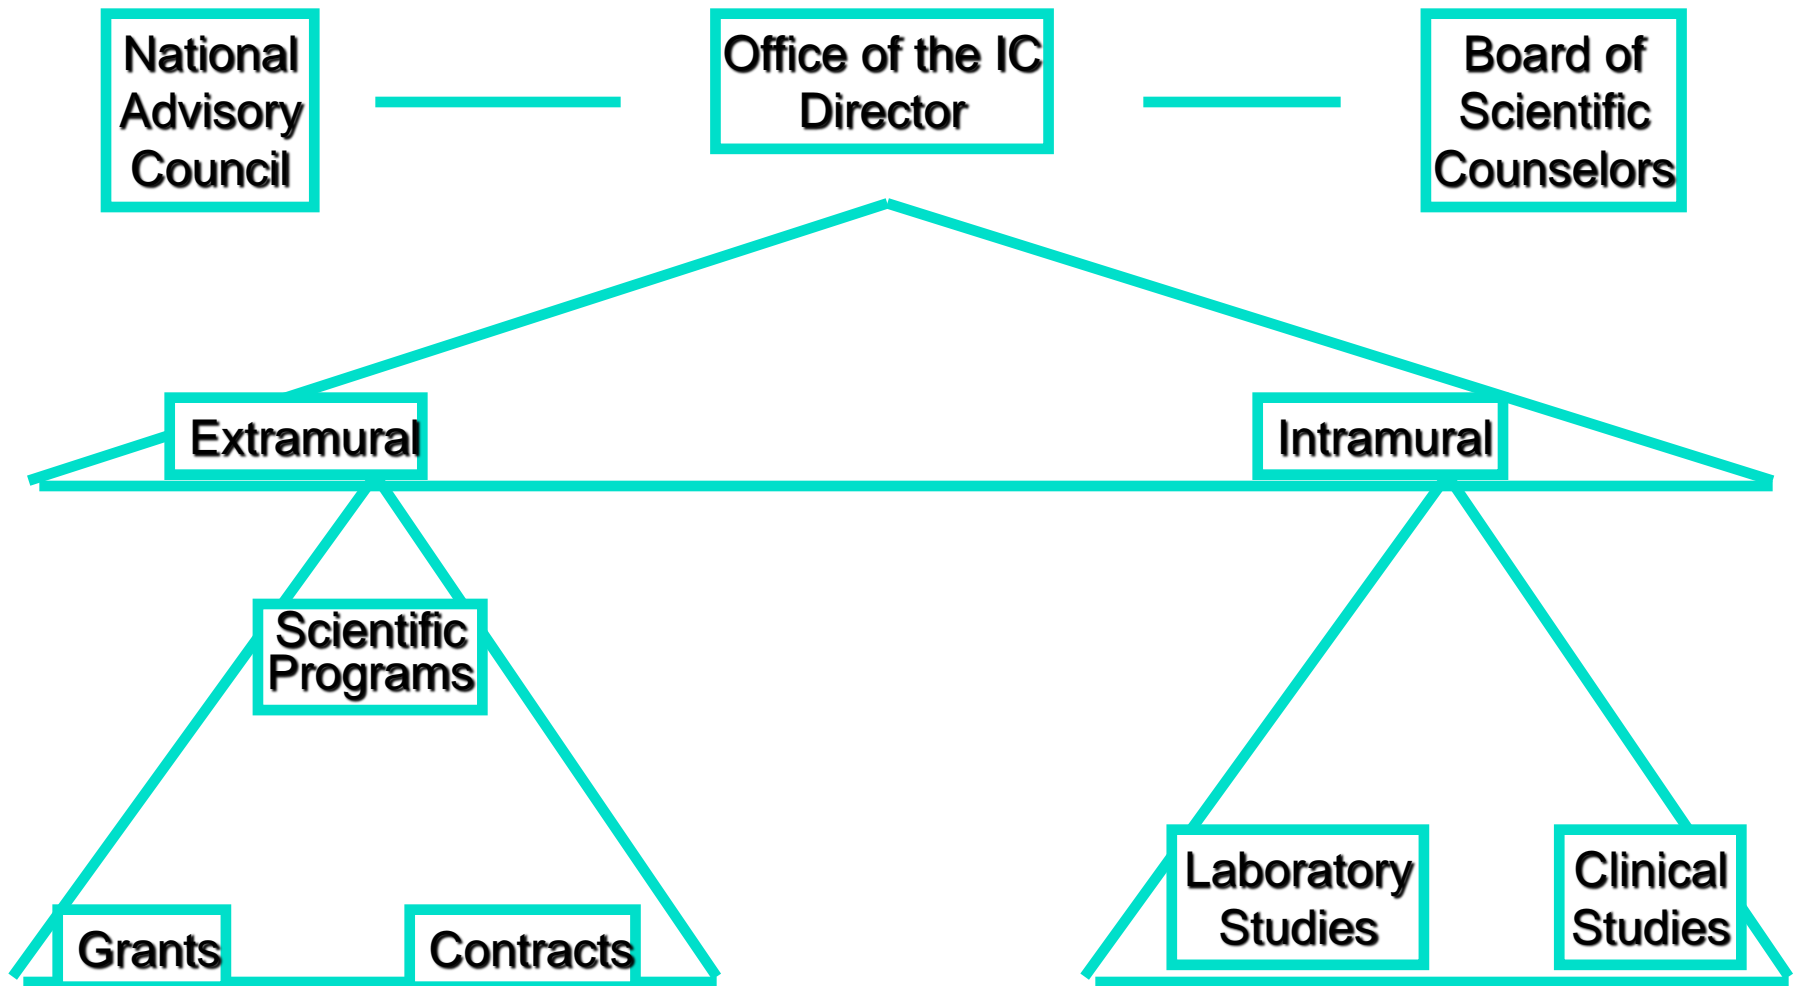 National
Advisory
Council
Office of the IC
Director
Board of
Scientific
Counselors
Extramural
Intramural
Scientific
Programs
Laboratory
Studies
Clinical
Studies
Grants
Contracts